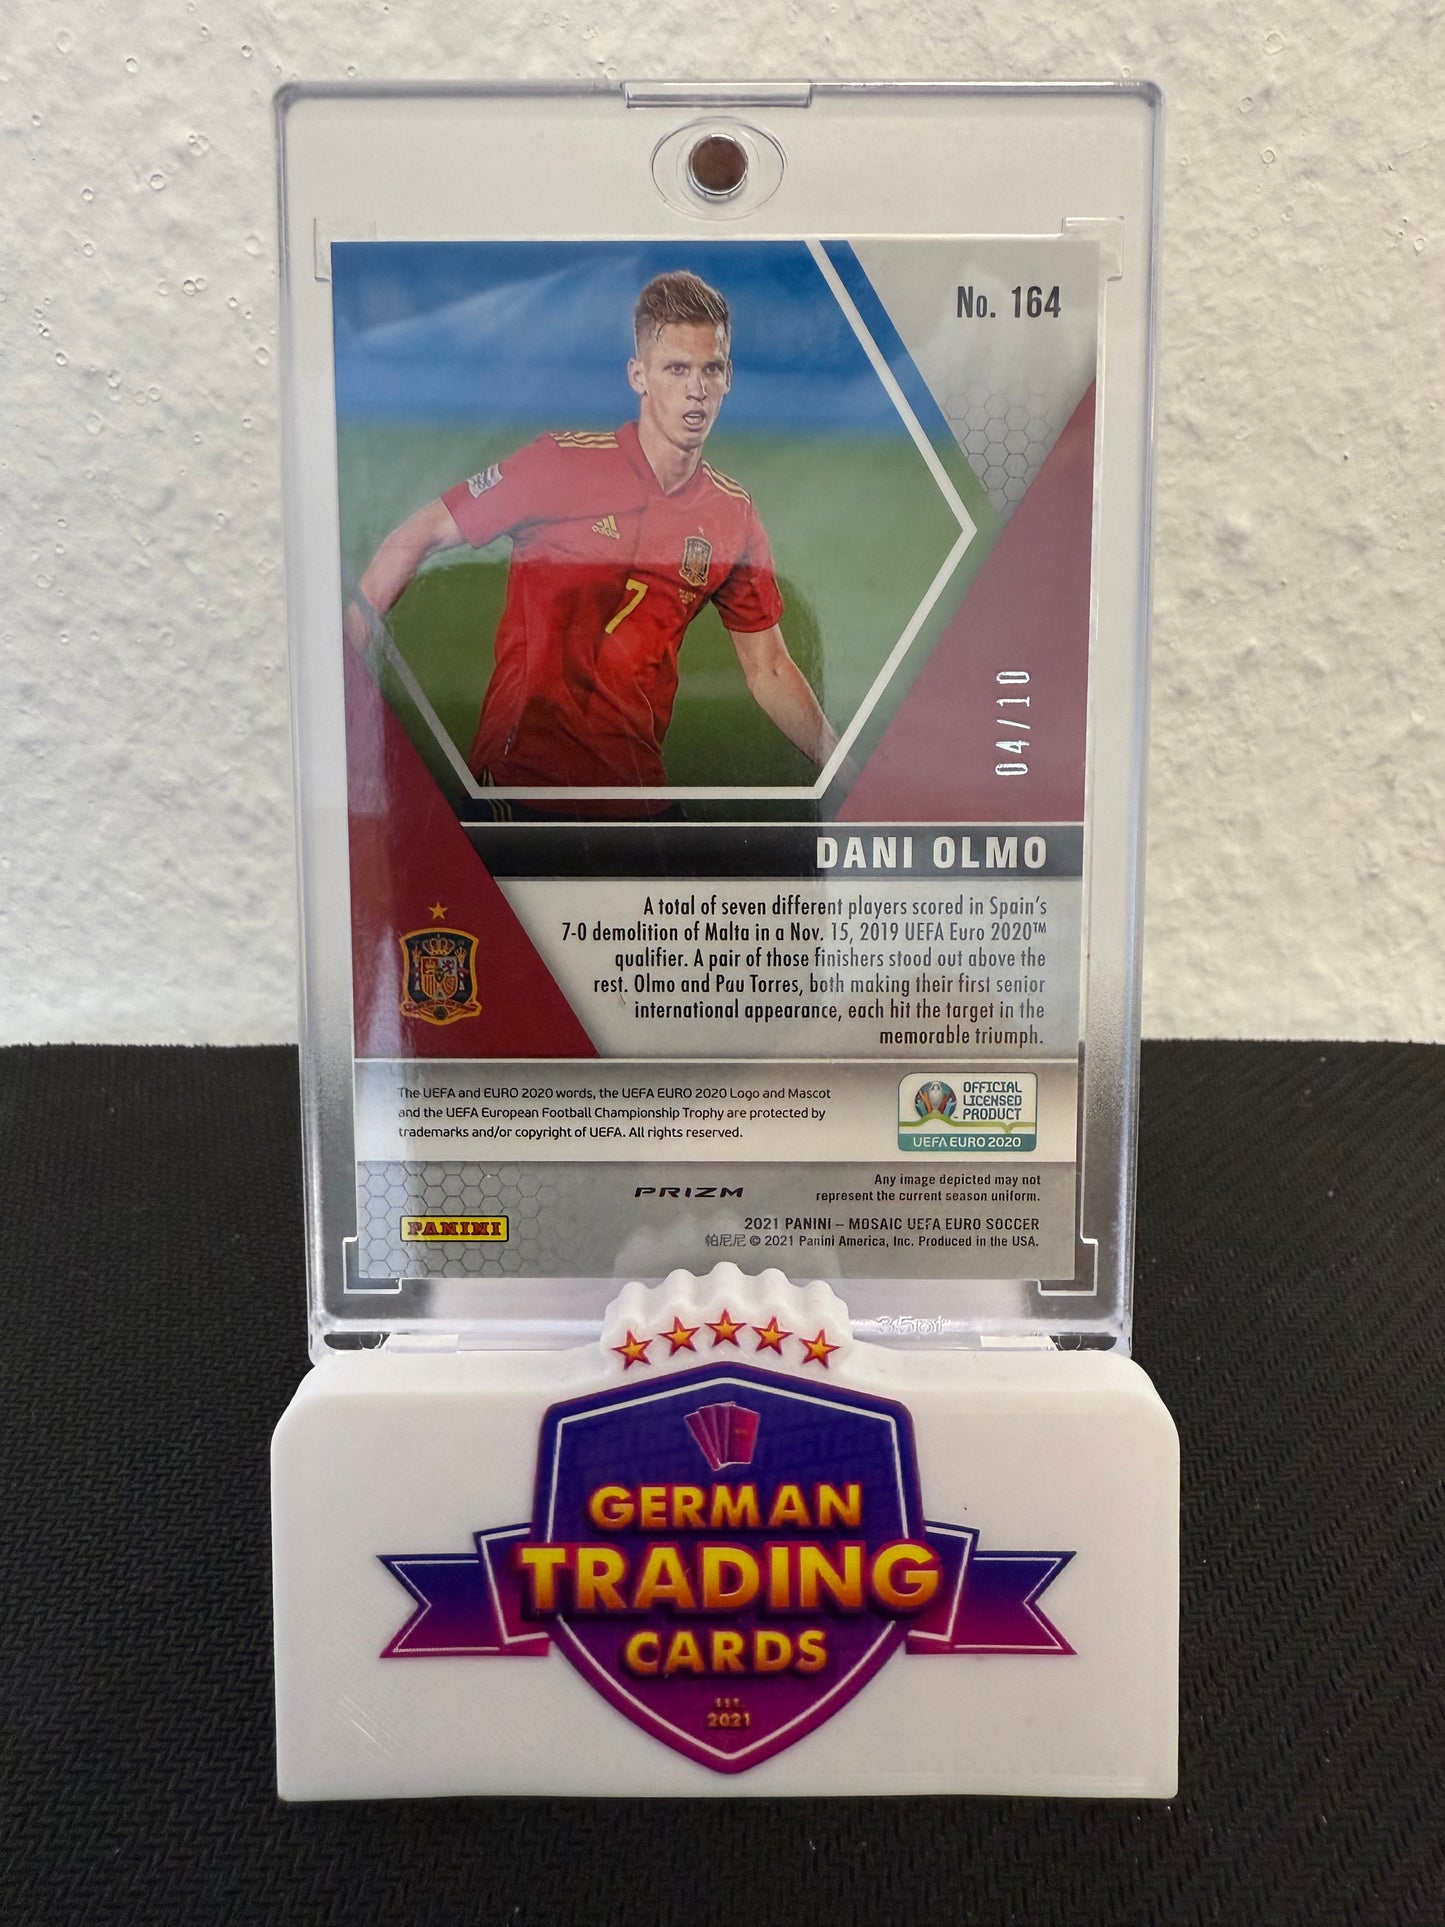 No. 164
adidas
7
04/10
DANI OLMO
A total of seven different players scored in Spain's
7-0 demolition of Malta in a Nov. 15, 2019 UEFA Euro 2020™
qualifier. A pair of those finishers stood out above the
rest. Olmo and Pau Torres, both making their first senior
international appearance, each hit the target in the
memorable triumph.
The UEFA and EURO 2020 words, the UEFA EURO 2020 Logo and Mascot
and the UEFA European Football Championship Trophy are protected by
trademarks and/or copyright of UEFA. All rights reserved.
OFFICIAL
LICENSED
PRODUCT
UEFA EURO 2020
PRIZM
Any image depicted may not
represent the current season uniform.
PANINI
2021 PANINI – MOSAIC UEFA EURO SOCCER
帕尼尼 © 2021 Panini America, Inc. Produced in the USA.
35pt
GERMAN
TRADING
CARDS
EST.
2021